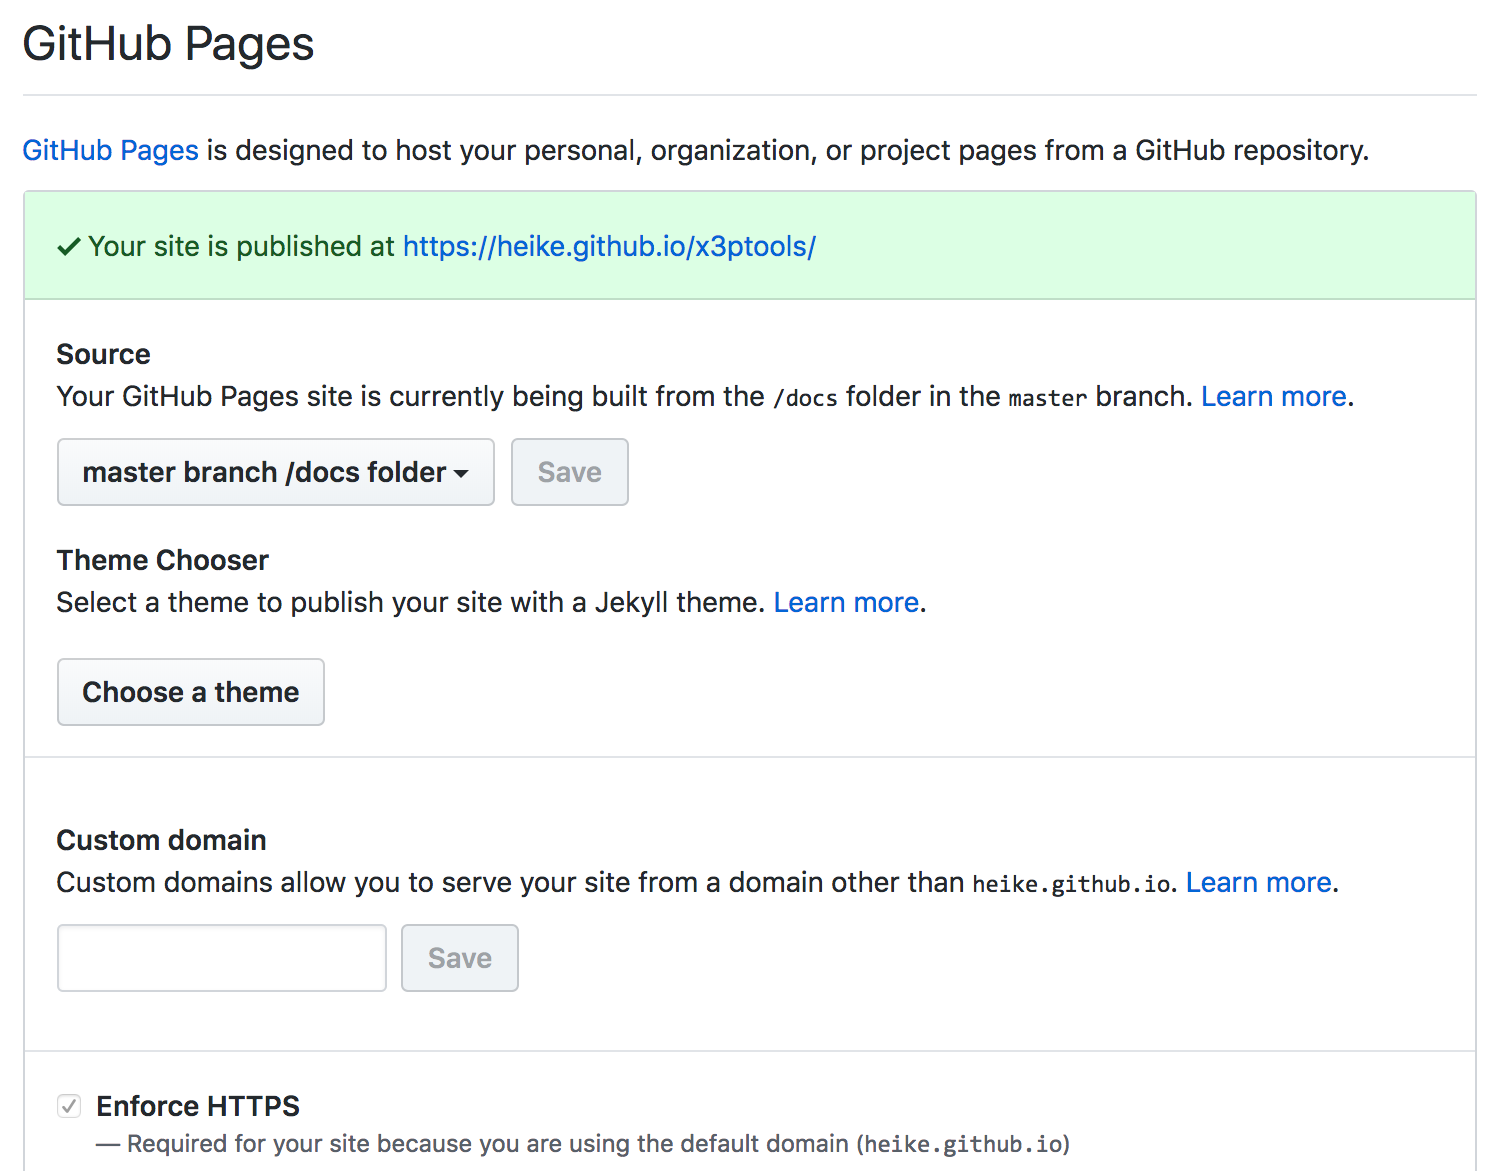 GitHub Pages
GitHub Pages is designed to host your personal, organization, or project pages from a GitHub repository.
Your site is published at https://heike.github.io/x3ptools/
Source
Your GitHub Pages site is currently being built from the /docs folder in the master branch. Learn more.
master branch /docs folder Save
Theme Chooser
Select a theme to publish your site with a Jekyll theme. Learn more.
Choose a theme
Custom domain
Custom domains allow you to serve your site from a domain other than heike.github.io. Learn more.
Save
Enforce HTTPS
— Required for your site because you are using the default domain (heike.github.io)